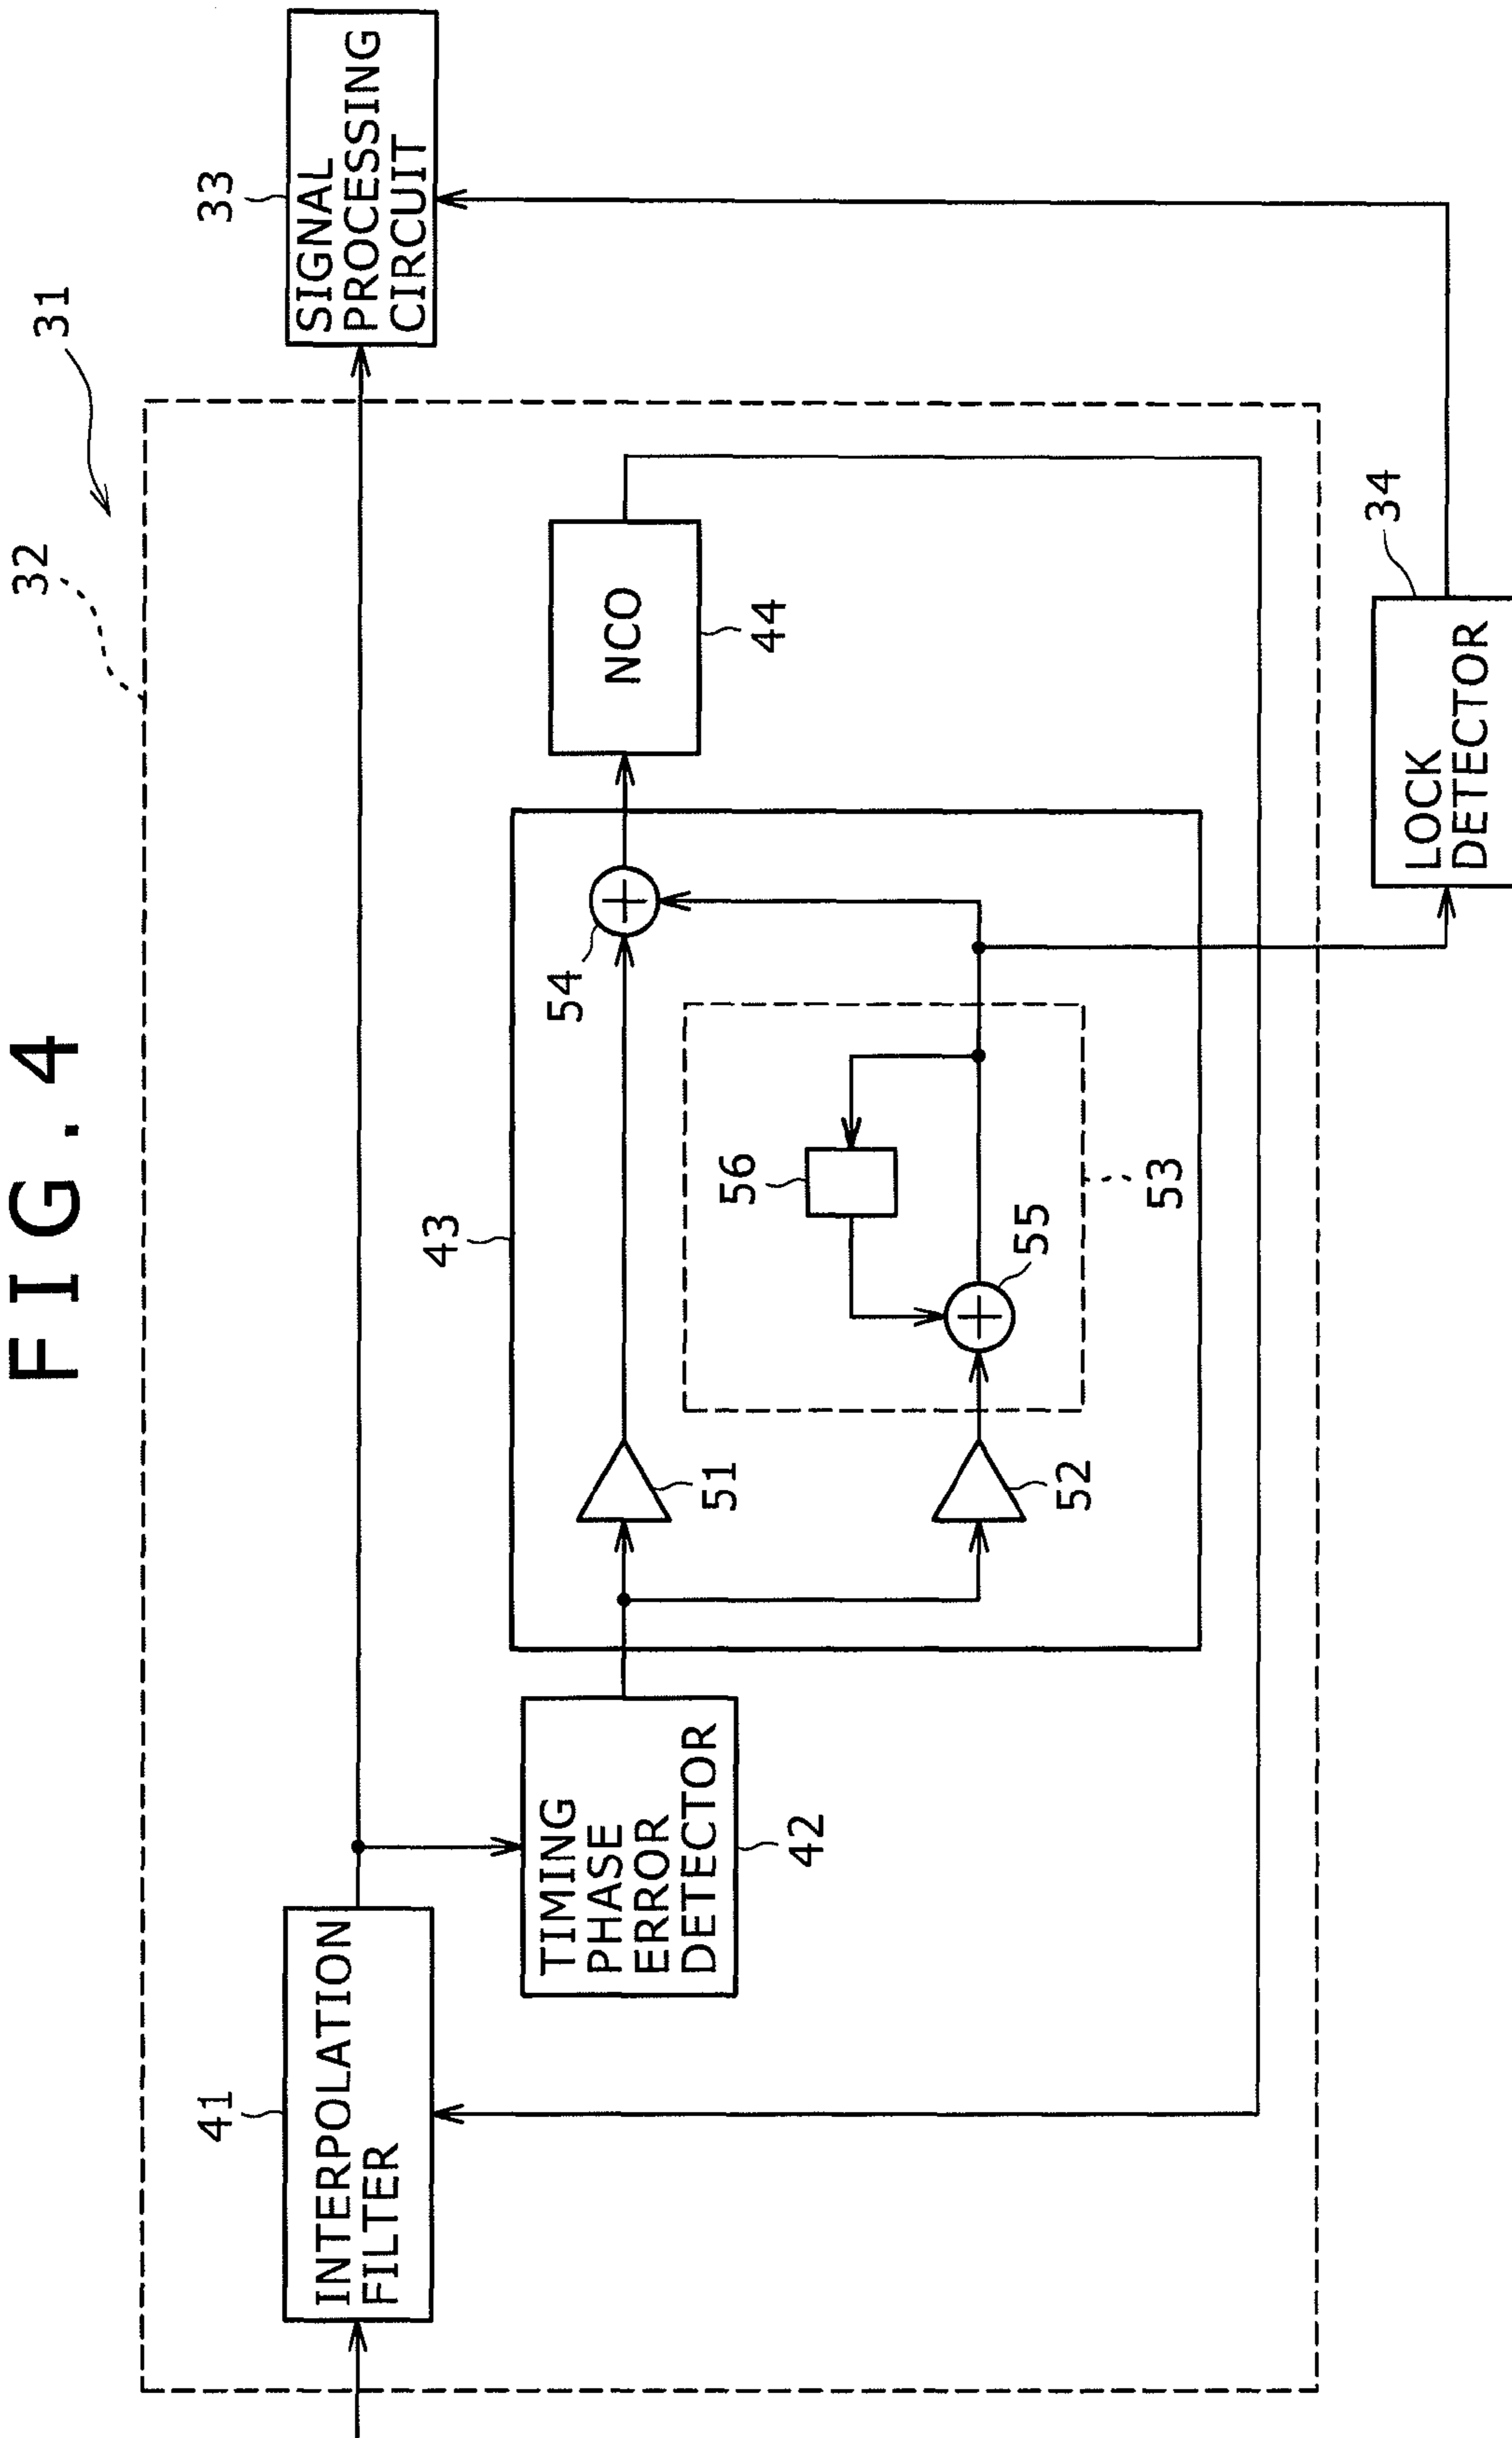 FIG. 4
31
32
33
SIGNAL
PROCESSING
CIRCUIT
41
INTERPOLATION
FILTER
43
54
NCO
44
51
56
42
TIMING
PHASE
ERROR
DETECTOR
52
55
53
34
LOCK
DETECTOR